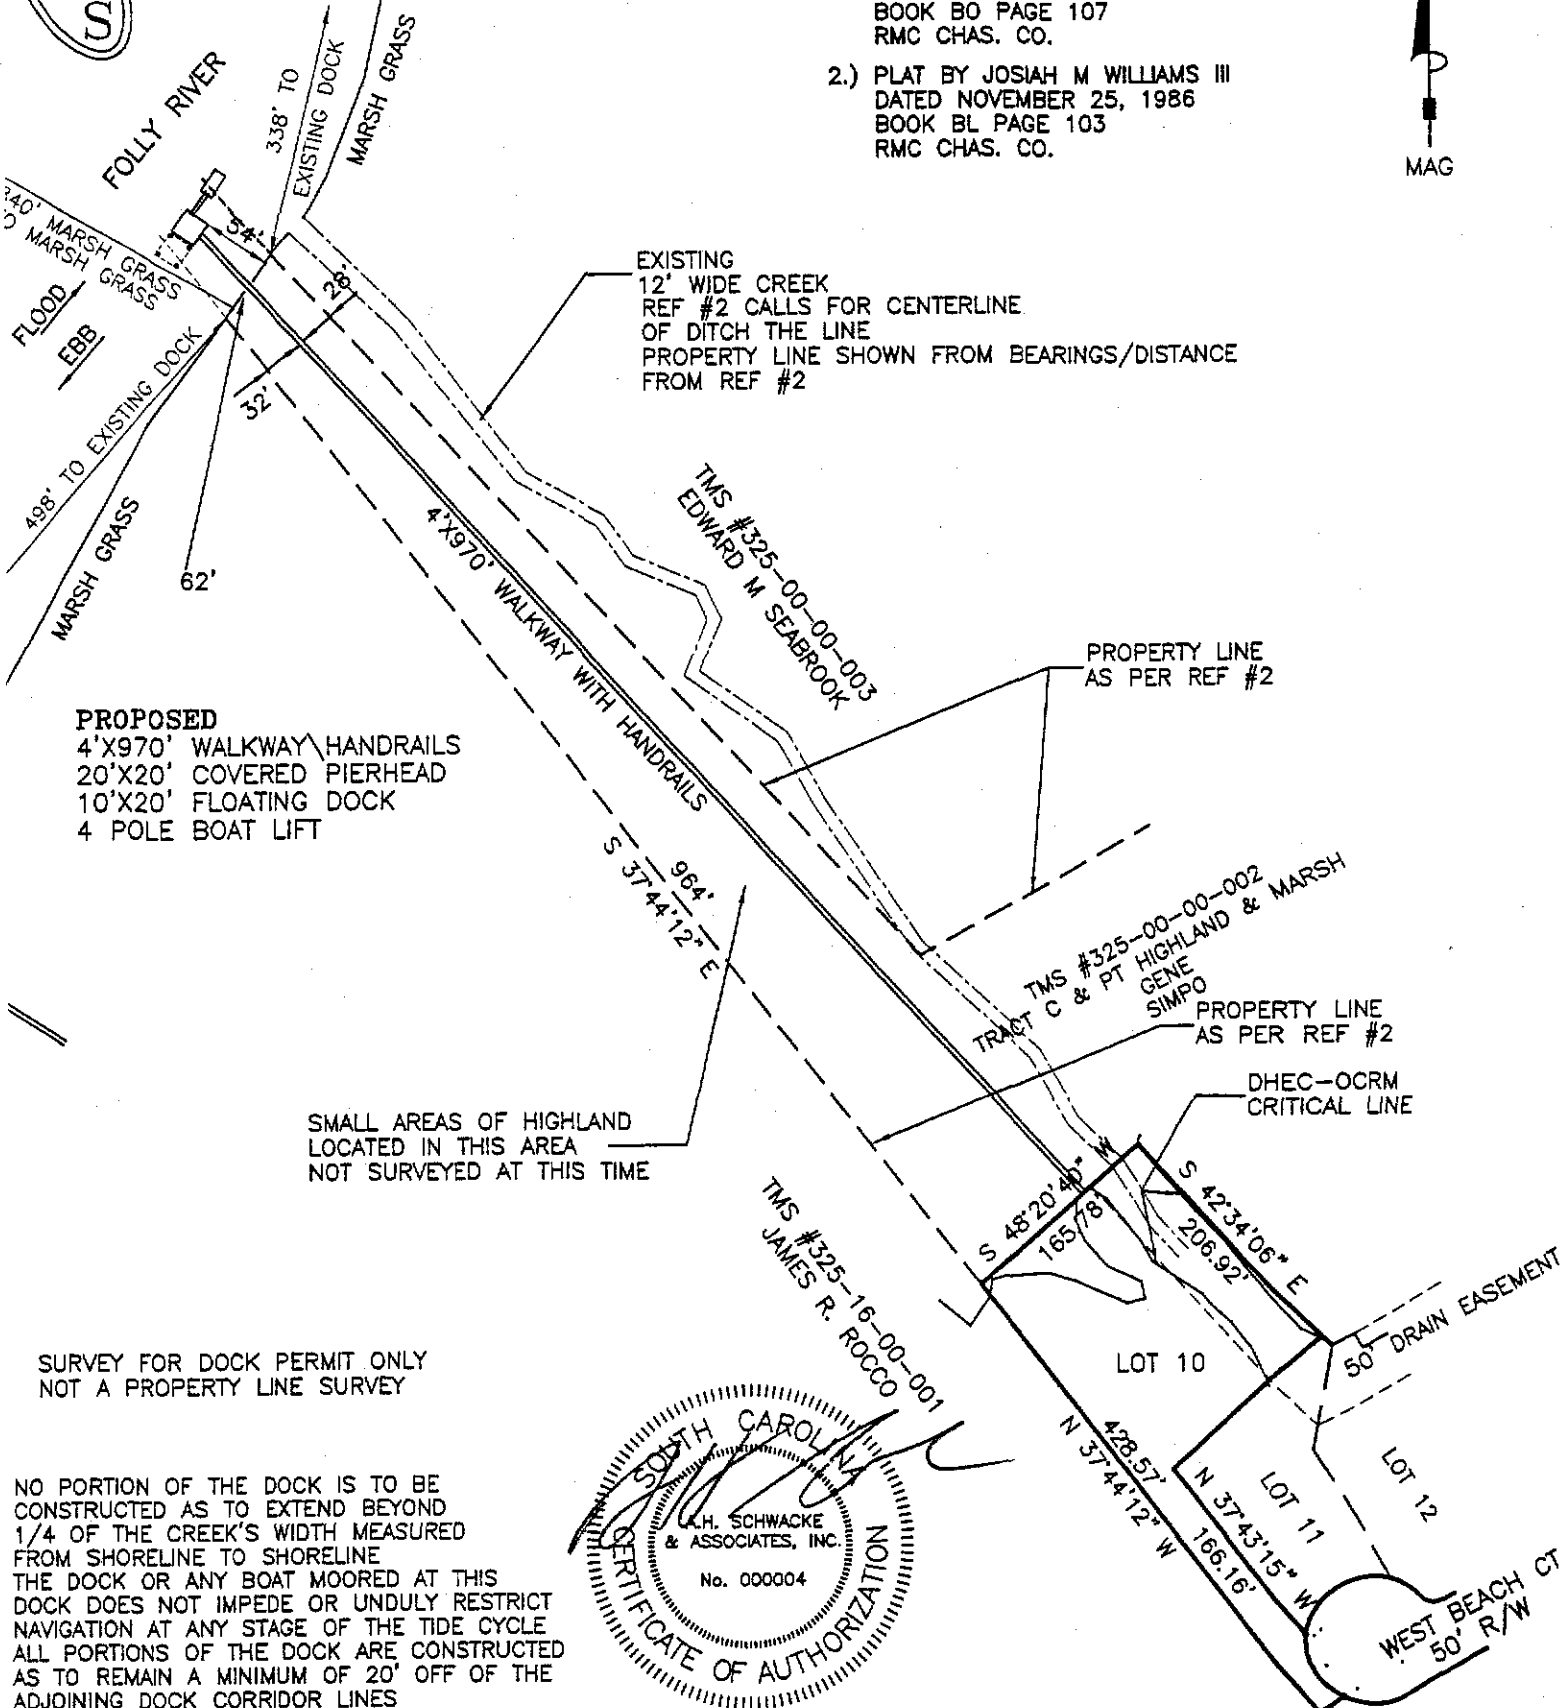 S
BOOK BO PAGE 107
RMC CHAS. CO.
2.) PLAT BY JOSIAH M WILLIAMS III
DATED NOVEMBER 25, 1986
BOOK BL PAGE 103
RMC CHAS. CO.
MAG
FOLLY RIVER
338' TO
EXISTING DOCK
MARSH GRASS
MARSH GRASS
MARSH GRASS
54'
28'
FLOOD
EBB
EXISTING
12' WIDE CREEK
REF #2 CALLS FOR CENTERLINE
OF DITCH THE LINE
PROPERTY LINE SHOWN FROM BEARINGS/DISTANCE
FROM REF #2
32'
498' TO EXISTING DOCK
MARSH GRASS
62'
4'X970' WALKWAY WITH HANDRAILS
TMS #325-00-00-003
EDWARD M SEABROOK
PROPERTY LINE
AS PER REF #2
PROPOSED
4'X970' WALKWAY\HANDRAILS
20'X20' COVERED PIERHEAD
10'X20' FLOATING DOCK
4 POLE BOAT LIFT
964'
S 37°44'12" E
TMS #325-00-00-002
TRACT C & PT HIGHLAND & MARSH
GENE
SIMPO
PROPERTY LINE
AS PER REF #2
DHEC-OCRM
CRITICAL LINE
SMALL AREAS OF HIGHLAND
LOCATED IN THIS AREA
NOT SURVEYED AT THIS TIME
TMS #325-16-00-001
JAMES R. ROCCO
S 48°20'40" W
165.78'
S 42°34'06" E
206.92'
50' DRAIN EASEMENT
LOT 10
LOT 11
LOT 12
428.57'
N 37°44'12" W
N 37°43'15" W
166.16'
WEST BEACH CT
50' R/W
SURVEY FOR DOCK PERMIT ONLY
NOT A PROPERTY LINE SURVEY
NO PORTION OF THE DOCK IS TO BE
CONSTRUCTED AS TO EXTEND BEYOND
1/4 OF THE CREEK'S WIDTH MEASURED
FROM SHORELINE TO SHORELINE
THE DOCK OR ANY BOAT MOORED AT THIS
DOCK DOES NOT IMPEDE OR UNDULY RESTRICT
NAVIGATION AT ANY STAGE OF THE TIDE CYCLE
ALL PORTIONS OF THE DOCK ARE CONSTRUCTED
AS TO REMAIN A MINIMUM OF 20' OFF OF THE
ADJOINING DOCK CORRIDOR LINES
SOUTH CAROLINA
A.H. SCHWACKE
& ASSOCIATES, INC.
No. 000004
CERTIFICATE OF AUTHORIZATION